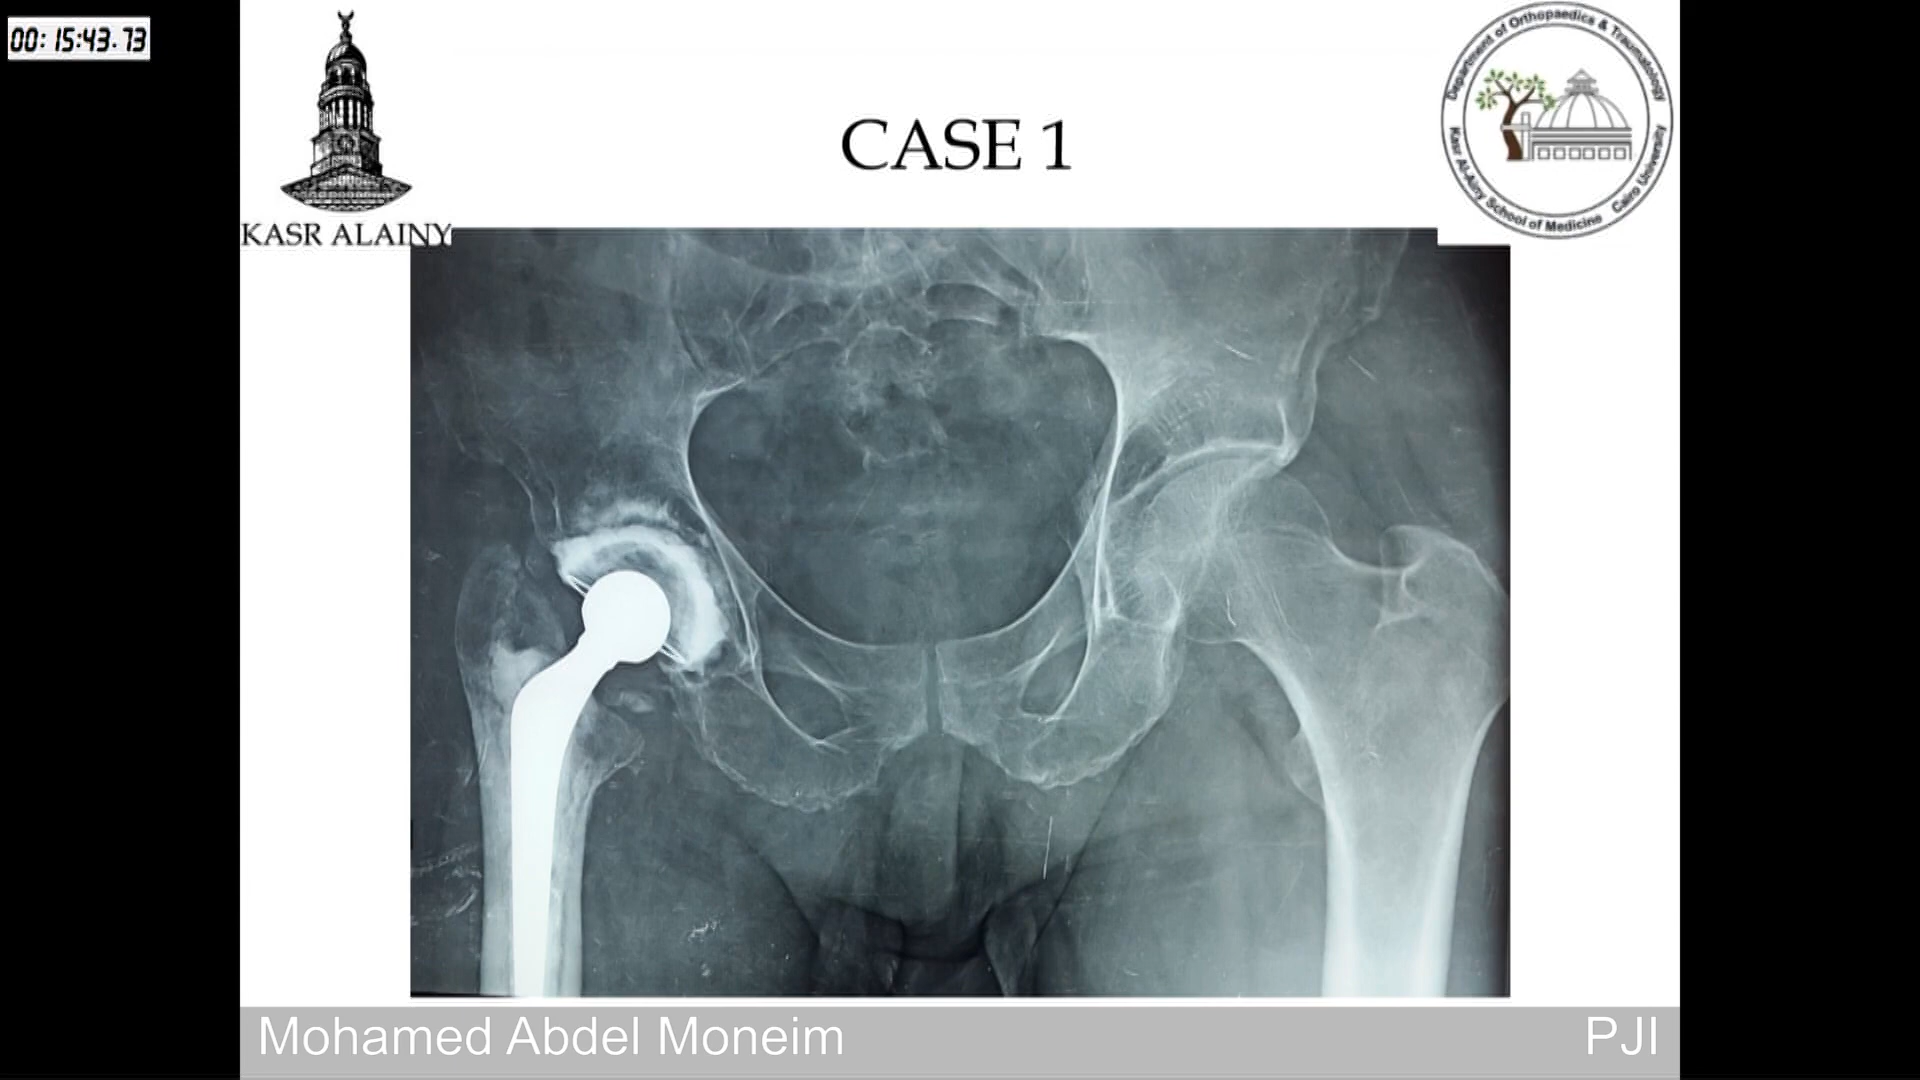 00:15:43.73
KASR ALAINY
CASE 1
Department of Orthopaedics & Traumatology
Kasr Al-Ainy School of Medicine Cairo University
Mohamed Abdel Moneim
PJI